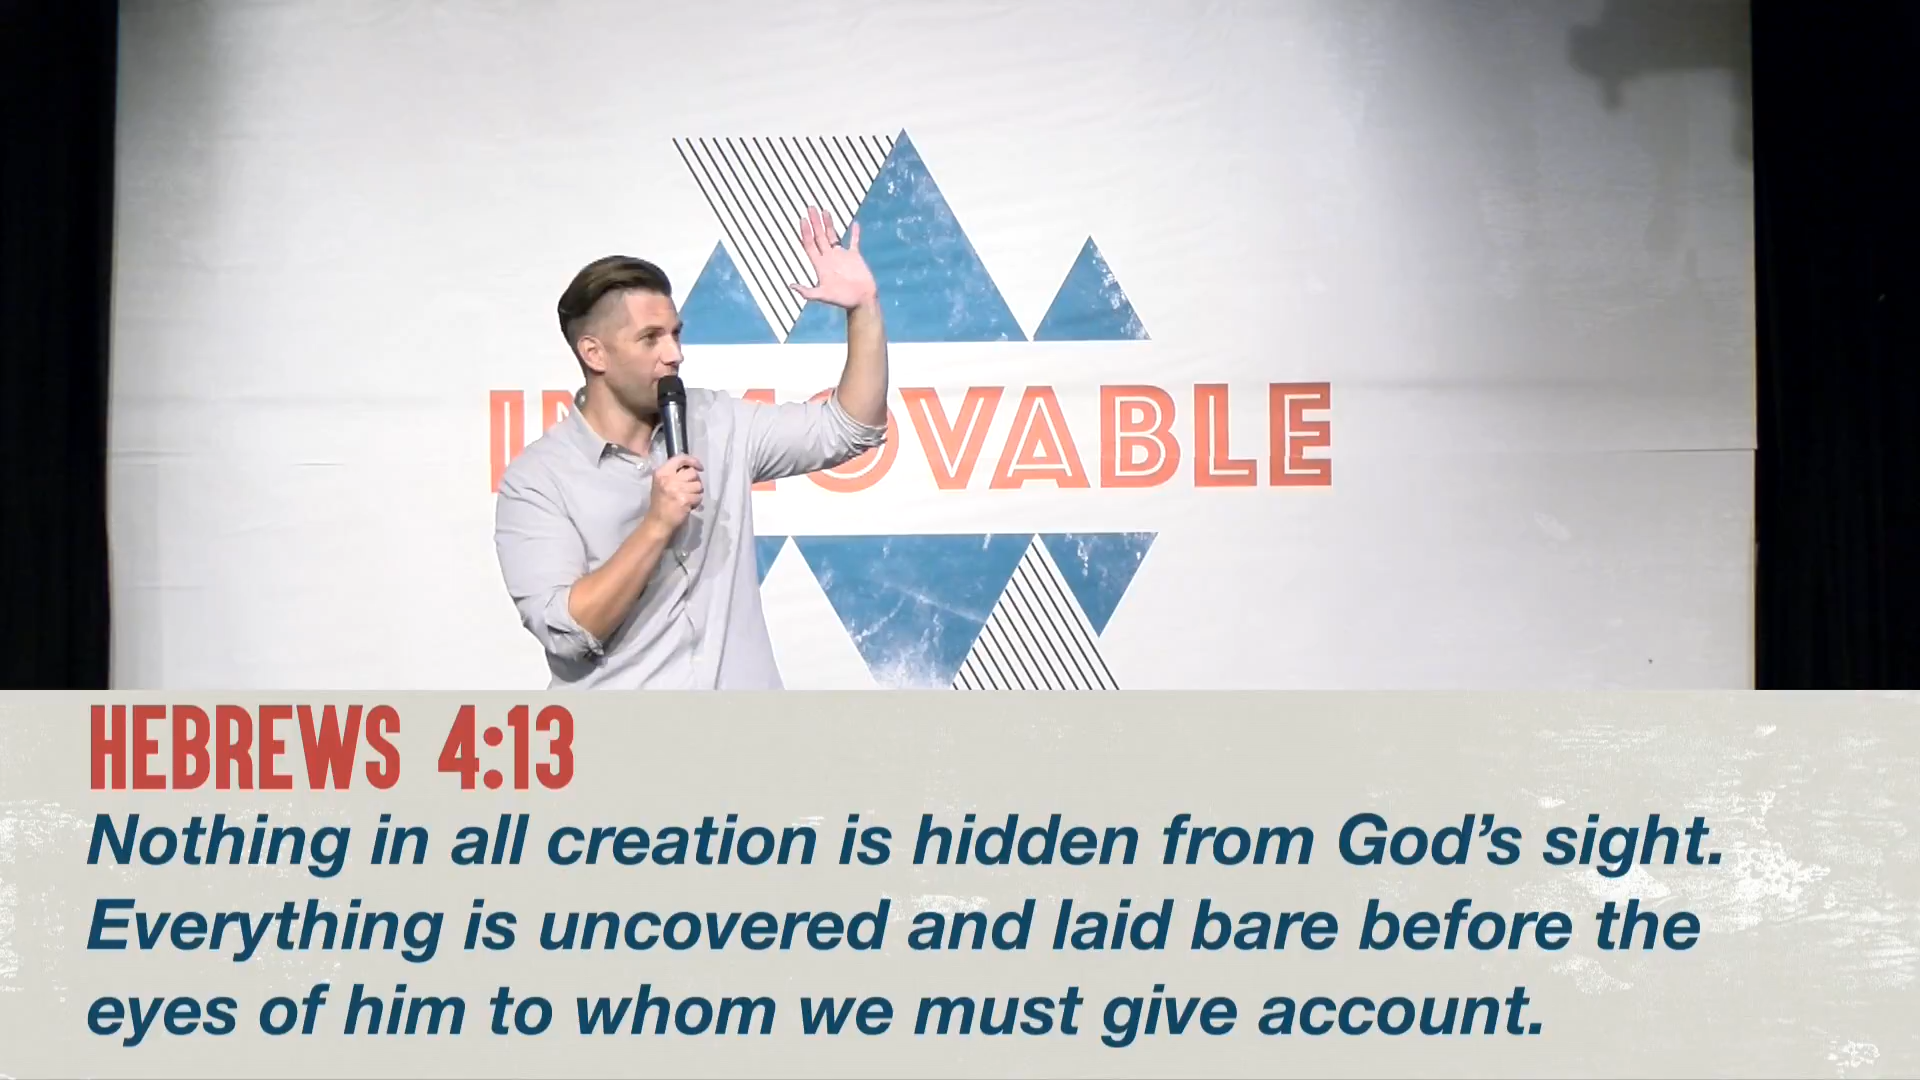 IMMOVABLE
HEBREWS 4:13
Nothing in all creation is hidden from God’s sight.
Everything is uncovered and laid bare before the
eyes of him to whom we must give account.